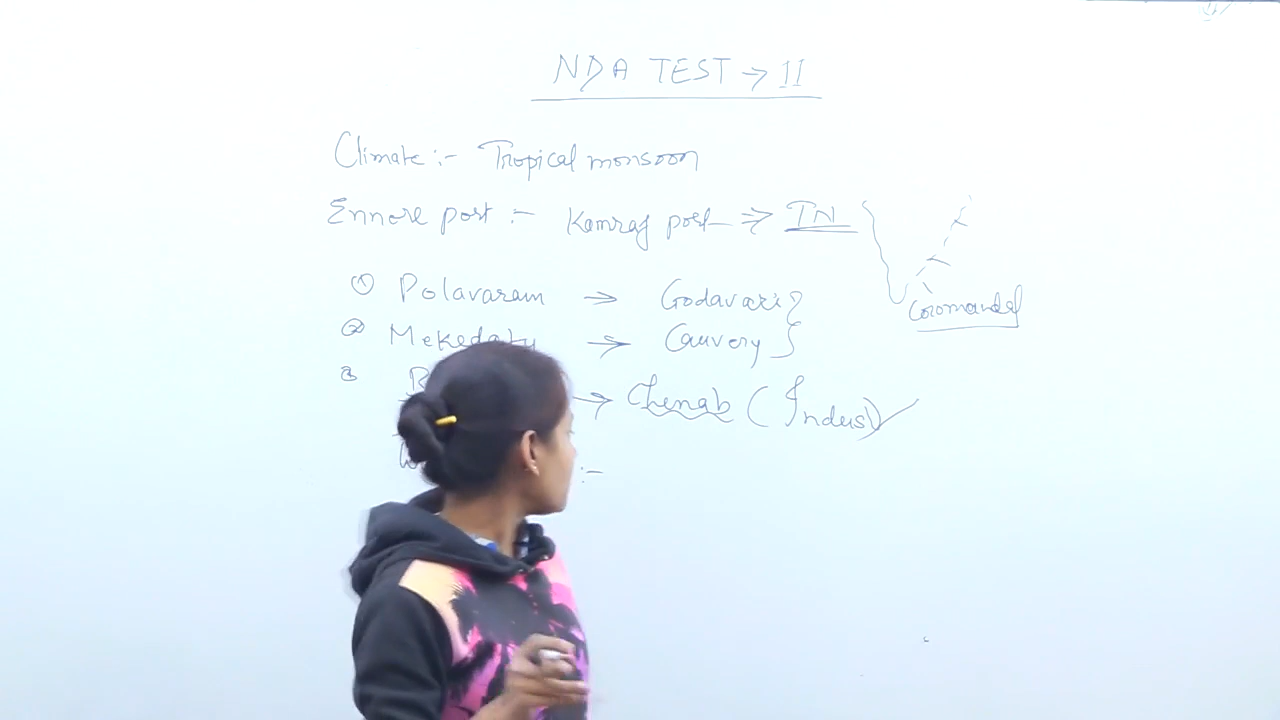 NDA TEST → II
Climate :- Tropical monsoon
Ennore port :- Kamraj port ⇒ TN
Coromandel
① Polavaram → Godavari }
② Mekedatu → Cauvery }
3 → Chenab (Indus)
:-